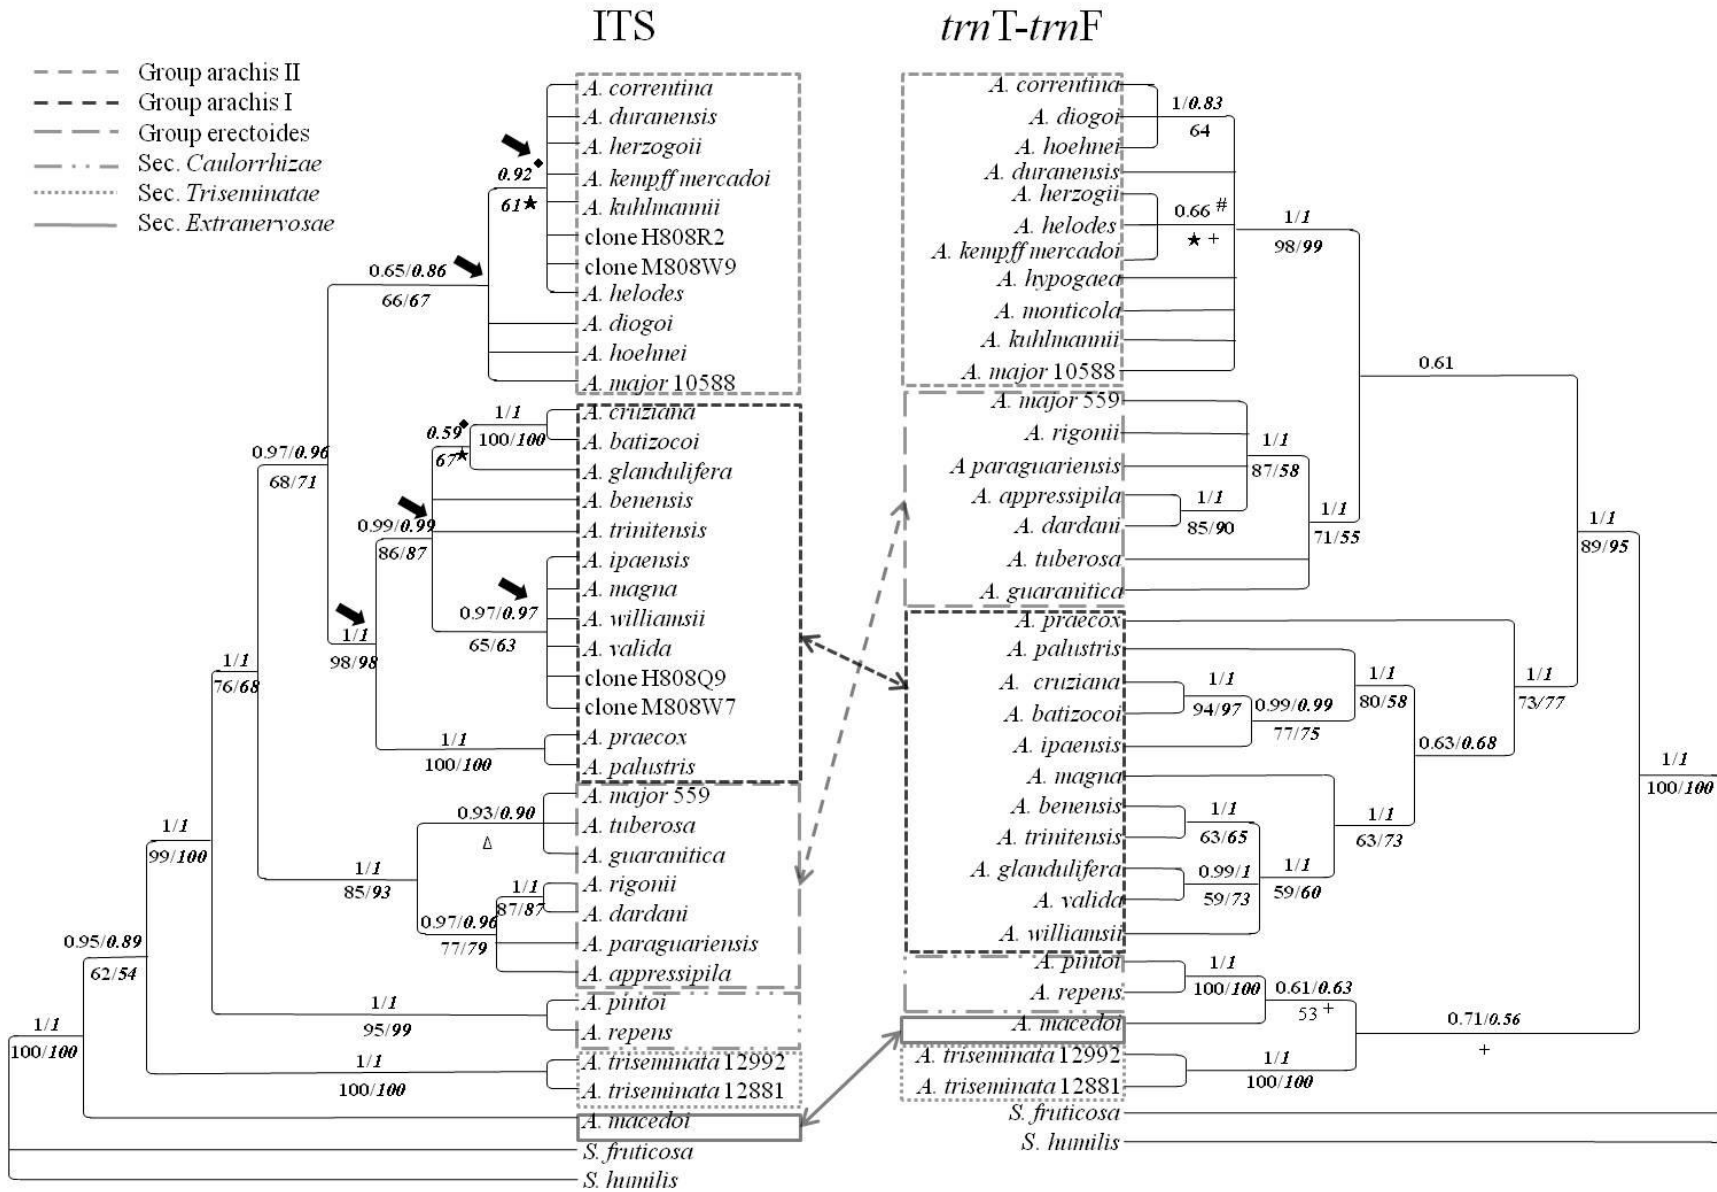 ITS
trnT-trnF
Group arachis II
Group arachis I
Group erectoides
Sec. Caulorrhizae
Sec. Triseminatae
Sec. Extranervosae
A. correntina
A. duranensis
A. herzogoii
A. kempff mercadoi
A. kuhlmannii
clone H808R2
clone M808W9
A. helodes
A. diogoi
A. hoehnei
A. major 10588
A. cruziana
A. batizocoi
A. glandulifera
A. benensis
A. trinitensis
A. ipaensis
A. magna
A. williamsii
A. valida
clone H808Q9
clone M808W7
A. praecox
A. palustris
A. major 559
A. tuberosa
A. guaranitica
A. rigonii
A. dardani
A. paraguariensis
A. appressipila
A. pintoi
A. repens
A. triseminata 12992
A. triseminata 12881
A. macedoi
S. fruticosa
S. humilis
0.92
61★
0.65/0.86
66/67
1/1
100/100
0.59
67★
0.97/0.96
68/71
0.99/0.99
86/87
0.97/0.97
65/63
1/1
98/98
1/1
76/68
1/1
100/100
0.93/0.90
Δ
1/1
99/100
1/1
85/93
1/1
87/87
0.97/0.96
77/79
0.95/0.89
62/54
1/1
95/99
1/1
100/100
1/1
100/100
A. correntina
A. diogoi
A. hoehnei
A. duranensis
A. herzogii
A. helodes
A. kempff mercadoi
A. hypogaea
A. monticola
A. kuhlmannii
A. major 10588
A. major 559
A. rigonii
A paraguariensis
A. appressipila
A. dardani
A. tuberosa
A. guaranitica
A. praecox
A. palustris
A. cruziana
A. batizocoi
A. ipaensis
A. magna
A. benensis
A. trinitensis
A. glandulifera
A. valida
A. williamsii
A. pintoi
A. repens
A. macedoi
A. triseminata 12992
A. triseminata 12881
S. fruticosa
S. humilis
1/0.83
64
0.66 #
★ +
1/1
98/99
0.61
1/1
87/58
1/1
85/90
1/1
71/55
1/1
89/95
1/1
94/97
0.99/0.99
77/75
1/1
80/58
1/1
73/77
0.63/0.68
1/1
100/100
1/1
63/65
1/1
63/73
0.99/1
59/73
1/1
59/60
1/1
100/100
0.61/0.63
53 +
0.71/0.56
+
1/1
100/100